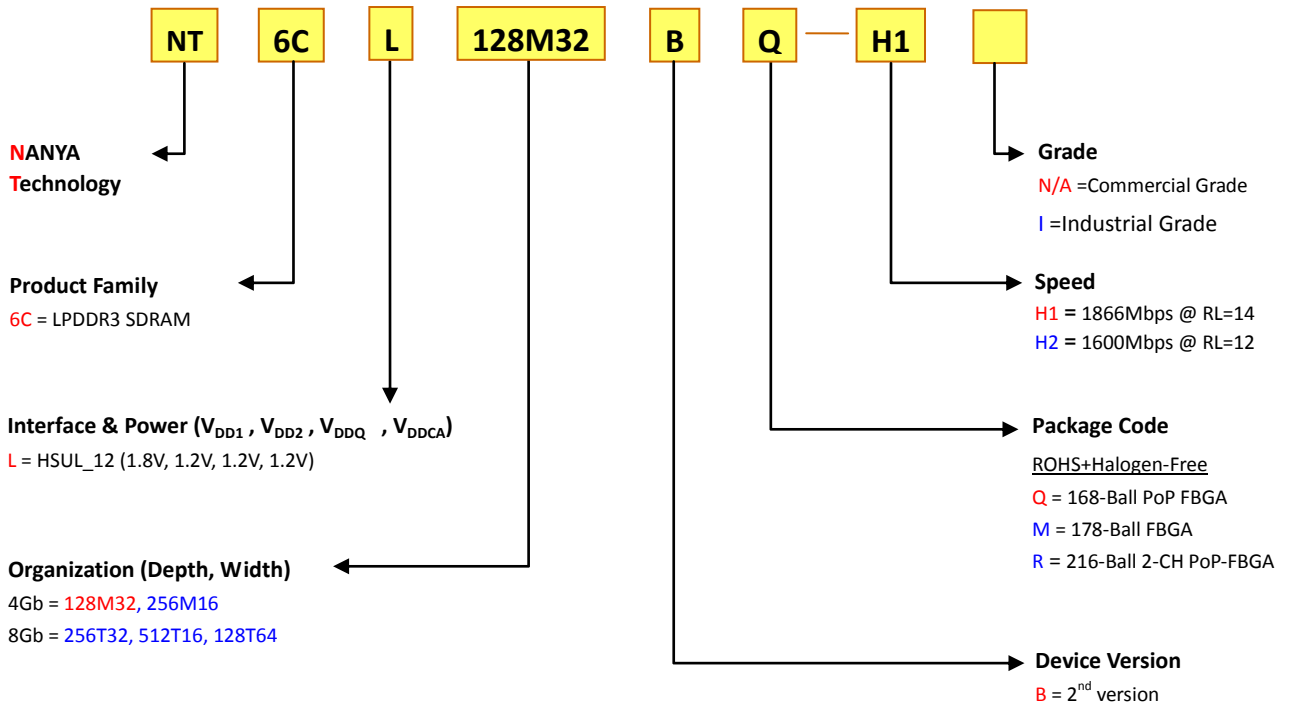 NT 6C L 128M32 B Q — H1
NANYA
Technology
Product Family
6C = LPDDR3 SDRAM
Interface & Power (VDD1 , VDD2 , VDDQ , VDDCA)
L = HSUL_12 (1.8V, 1.2V, 1.2V, 1.2V)
Organization (Depth, Width)
4Gb = 128M32, 256M16
8Gb = 256T32, 512T16, 128T64
Grade
N/A =Commercial Grade
I =Industrial Grade
Speed
H1 = 1866Mbps @ RL=14
H2 = 1600Mbps @ RL=12
Package Code
ROHS+Halogen-Free
Q = 168-Ball PoP FBGA
M = 178-Ball FBGA
R = 216-Ball 2-CH PoP-FBGA
Device Version
B = 2nd version